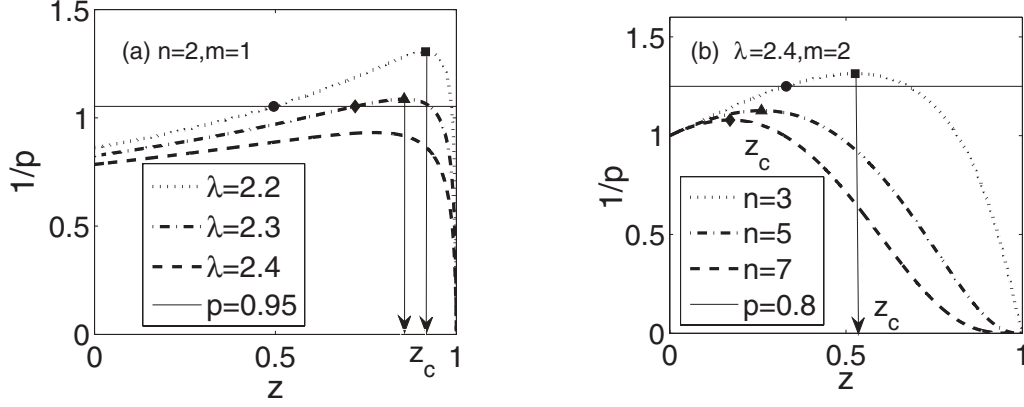 (a) n=2,m=1
1/p
1.5
1
0.5
0
λ=2.2
λ=2.3
λ=2.4
p=0.95
0
0.5
z_c
1
z
(b) λ=2.4,m=2
1/p
1.5
1
0.5
0
z_c
n=3
n=5
n=7
p=0.8
z_c
0
0.5
1
z